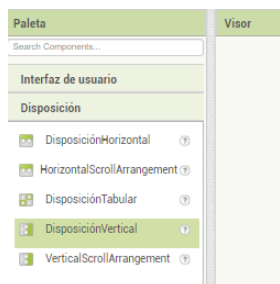 Paleta
Visor
Search Components...
Interfaz de usuario
Disposición
DisposiciónHorizontal
HorizontalScrollArrangement
DisposiciónTabular
DisposiciónVertical
VerticalScrollArrangement